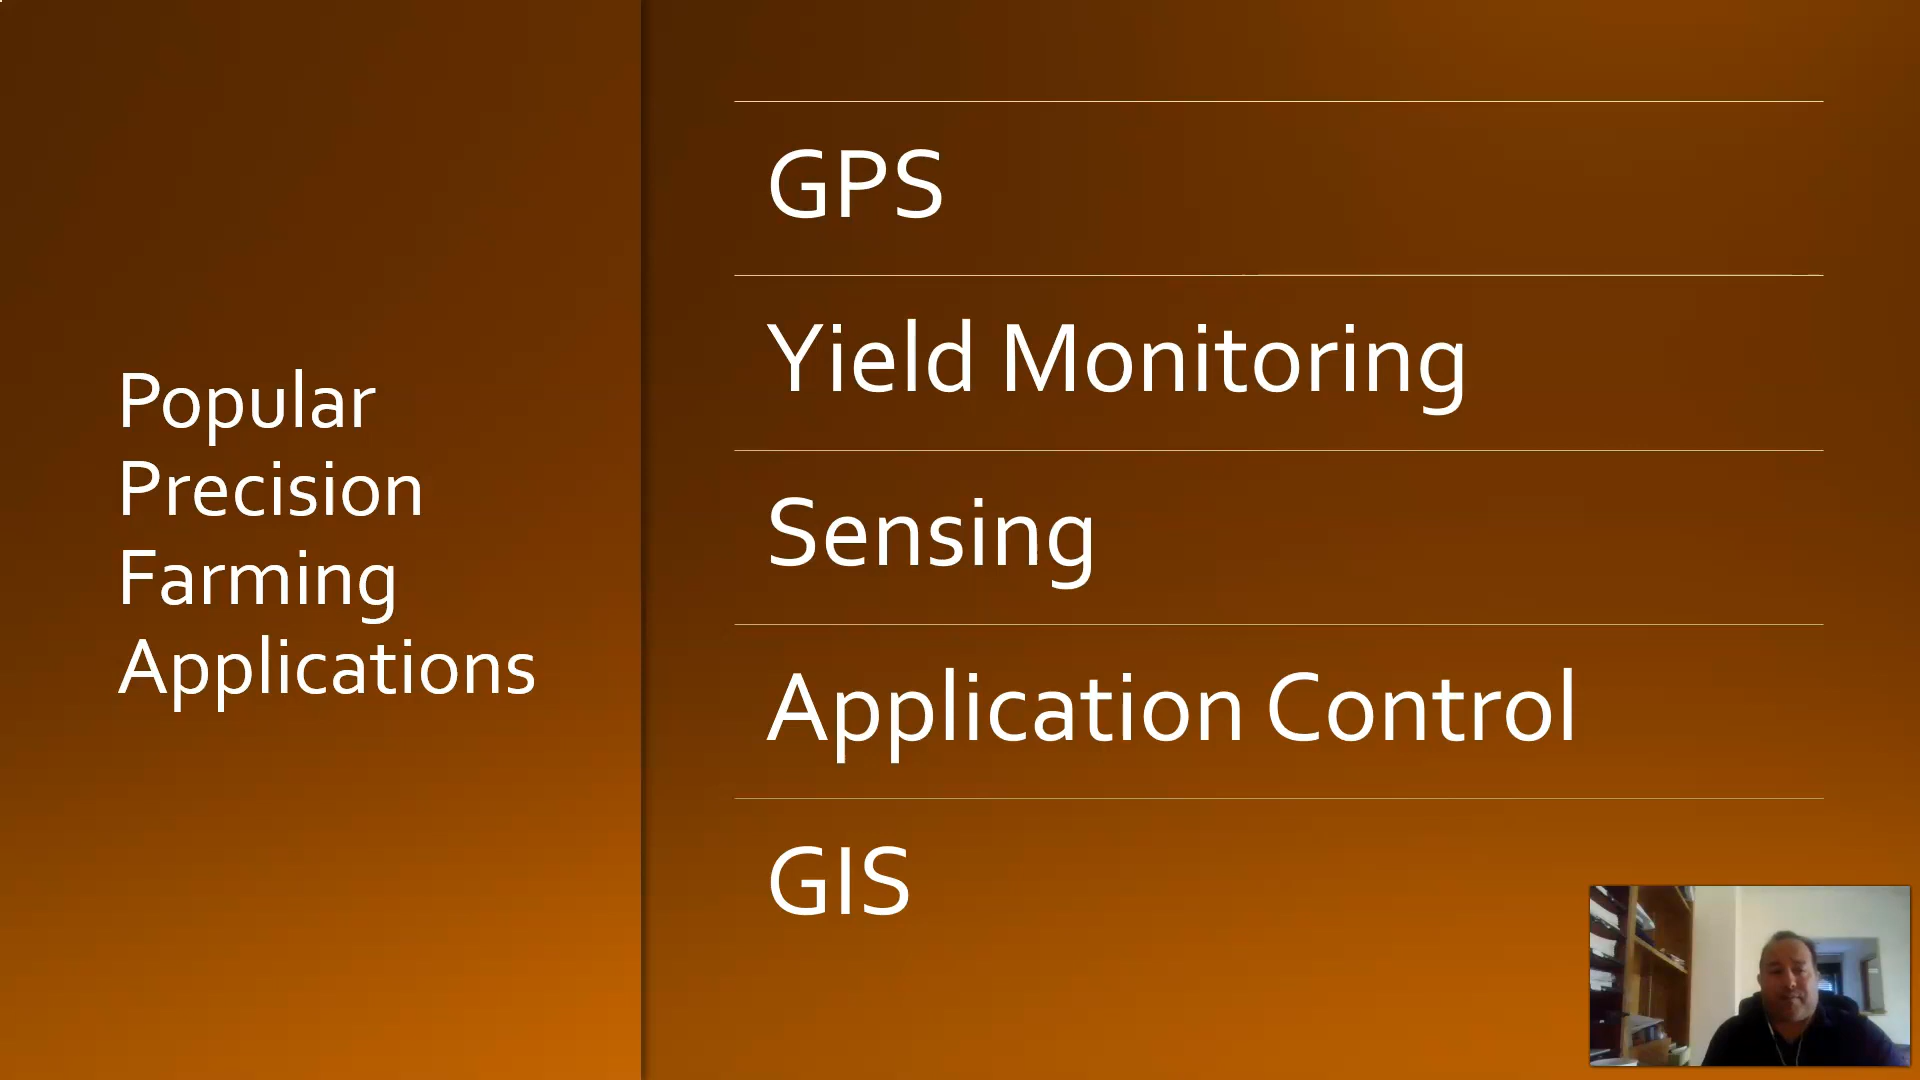 Popular
Precision
Farming
Applications
GPS
Yield Monitoring
Sensing
Application Control
GIS